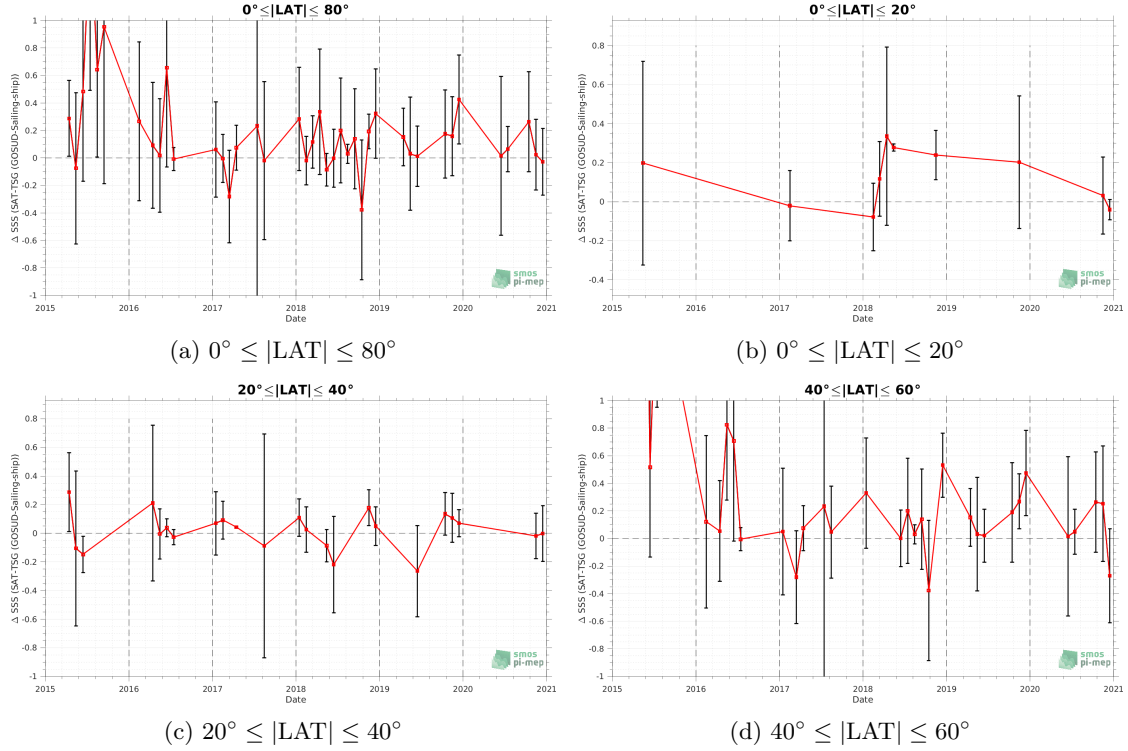 0°≤|LAT|≤ 80°
Δ SSS (SAT-TSG (GOSUD-Sailing-ship))
1
0.8
0.6
0.4
0.2
0
-0.2
-0.4
-0.6
-0.8
-1
2015 2016 2017 2018 2019 2020 2021
Date
smos
pi-mep
(a) 0° ≤ |LAT| ≤ 80°
0°≤|LAT|≤ 20°
Δ SSS (SAT-TSG (GOSUD-Sailing-ship))
0.8
0.6
0.4
0.2
0
-0.2
-0.4
2015 2016 2017 2018 2019 2020 2021
Date
smos
pi-mep
(b) 0° ≤ |LAT| ≤ 20°
20°≤|LAT|≤ 40°
Δ SSS (SAT-TSG (GOSUD-Sailing-ship))
0.8
0.6
0.4
0.2
0
-0.2
-0.4
-0.6
-0.8
-1
2015 2016 2017 2018 2019 2020 2021
Date
smos
pi-mep
(c) 20° ≤ |LAT| ≤ 40°
40°≤|LAT|≤ 60°
Δ SSS (SAT-TSG (GOSUD-Sailing-ship))
1
0.8
0.6
0.4
0.2
0
-0.2
-0.4
-0.6
-0.8
-1
2015 2016 2017 2018 2019 2020 2021
Date
smos
pi-mep
(d) 40° ≤ |LAT| ≤ 60°